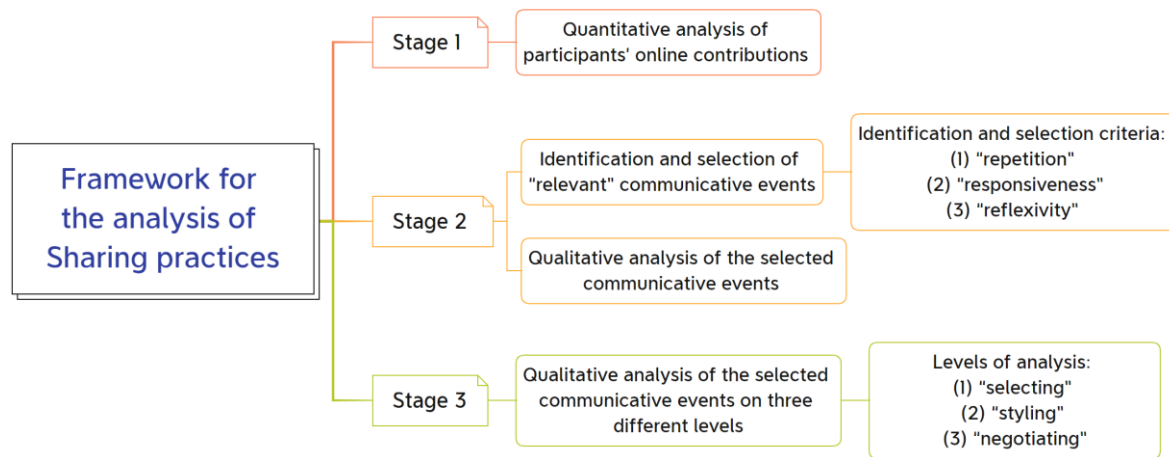 Framework for
the analysis of
Sharing practices
Stage 1
Quantitative analysis of
participants' online contributions
Stage 2
Identification and selection of
"relevant" communicative events
Identification and selection criteria:
(1) "repetition"
(2) "responsiveness"
(3) "reflexivity"
Qualitative analysis of the selected
communicative events
Stage 3
Qualitative analysis of the selected
communicative events on three
different levels
Levels of analysis:
(1) "selecting"
(2) "styling"
(3) "negotiating"